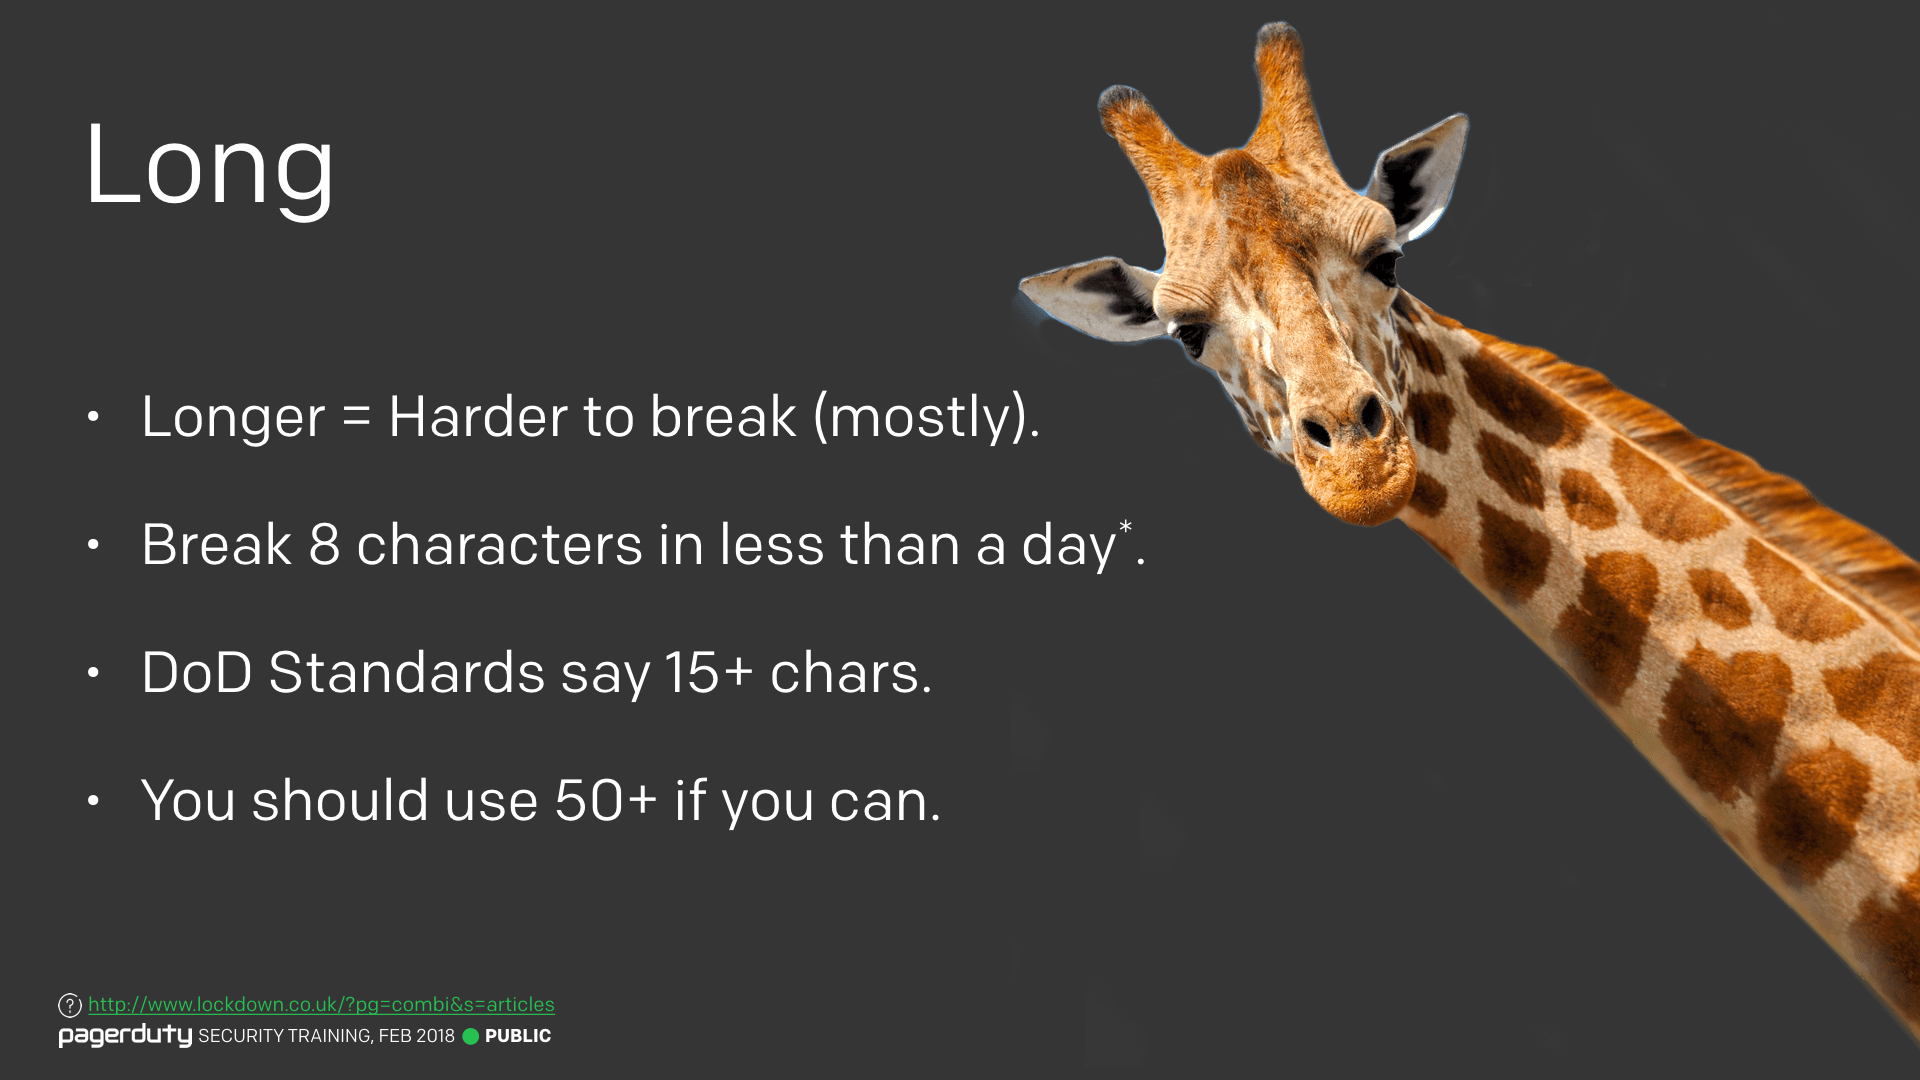 Long
• Longer = Harder to break (mostly).
• Break 8 characters in less than a day*.
• DoD Standards say 15+ chars.
• You should use 50+ if you can.
? http://www.lockdown.co.uk/?pg=combi&s=articles
pagerduty SECURITY TRAINING, FEB 2018 PUBLIC